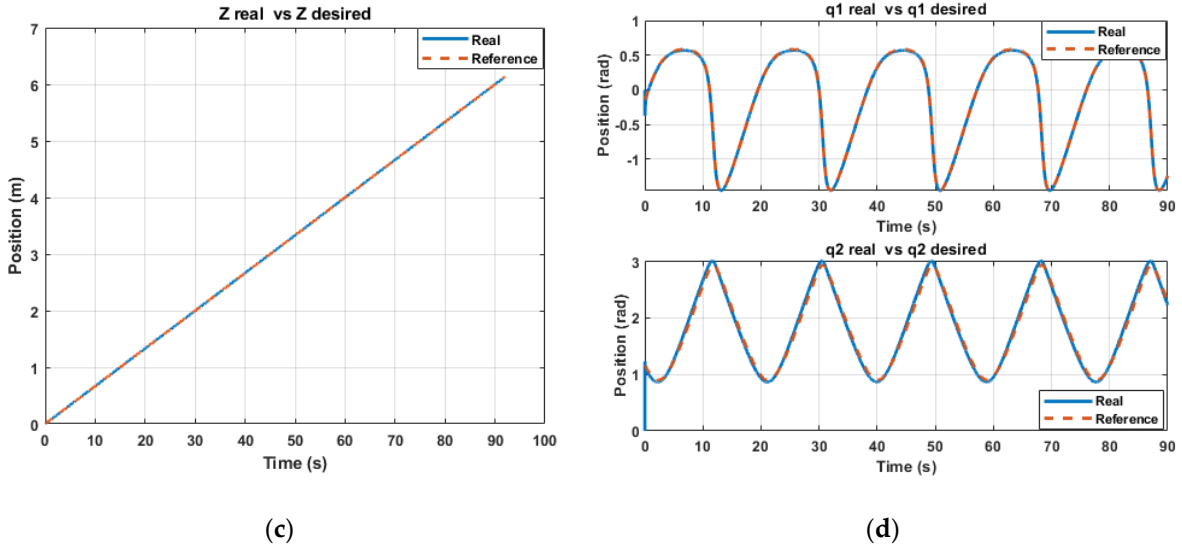 Z real vs Z desired
7
6
5
4
3
2
1
0
Position (m)
Real
Reference
0 10 20 30 40 50 60 70 80 90 100
Time (s)
(c)
q1 real vs q1 desired
1
0.5
0
-0.5
-1
Position (rad)
Real
Reference
0 10 20 30 40 50 60 70 80 90
Time (s)
q2 real vs q2 desired
3
2
1
0
Position (rad)
Real
Reference
0 10 20 30 40 50 60 70 80 90
Time (s)
(d)